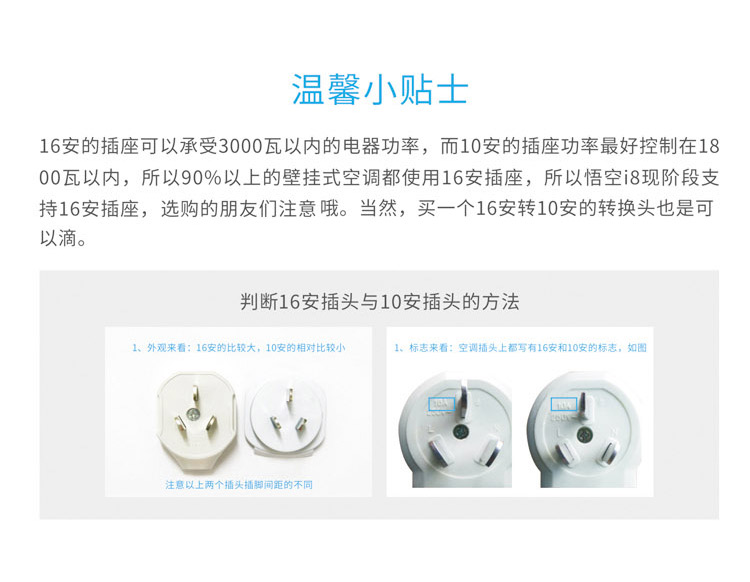 温馨小贴士
16安的插座可以承受3000瓦以内的电器功率，而10安的插座功率最好控制在18
00瓦以内，所以90%以上的壁挂式空调都使用16安插座，所以悟空i8现阶段支
持16安插座，选购的朋友们注意哦。当然，买一个16安转10安的转换头也是可
以滴。
判断16安插头与10安插头的方法
1、外观来看：16安的比较大，10安的相对比较小
注意以上两个插头插脚间距的不同
1、标志来看：空调插头上都写有16安和10安的标志，如图
10A